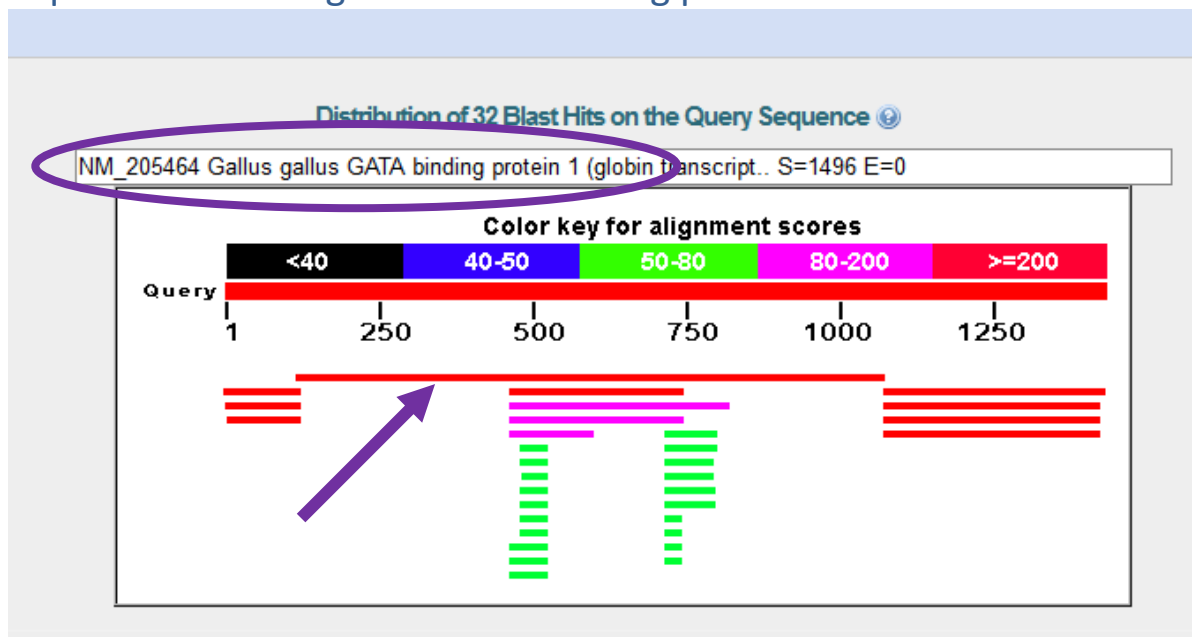 Distribution of 32 Blast Hits on the Query Sequence
NM_205464 Gallus gallus GATA binding protein 1 (globin transcript.. S=1496 E=0
Color key for alignment scores
<40 40-50 50-80 80-200 >=200
Query
1 250 500 750 1000 1250